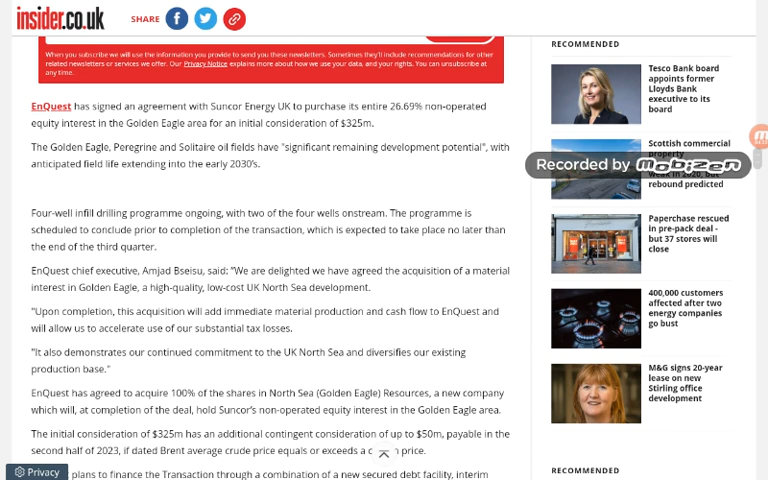 insider.co.uk
SHARE
When you subscribe we will use the information you provide to send you these newsletters. Sometimes they'll include recommendations for other
related newsletters or services we offer. Our Privacy Notice explains more about how we use your data, and your rights. You can unsubscribe at
any time.
EnQuest has signed an agreement with Suncor Energy UK to purchase its entire 26.69% non-operated
equity interest in the Golden Eagle area for an initial consideration of $325m.
The Golden Eagle, Peregrine and Solitaire oil fields have "significant remaining development potential", with
anticipated field life extending into the early 2030's.
Four-well infill drilling programme ongoing, with two of the four wells onstream. The programme is
scheduled to conclude prior to completion of the transaction, which is expected to take place no later than
the end of the third quarter.
EnQuest chief executive, Amjad Bseisu, said: "We are delighted we have agreed the acquisition of a material
interest in Golden Eagle, a high-quality, low-cost UK North Sea development.
"Upon completion, this acquisition will add immediate material production and cash flow to EnQuest and
will allow us to accelerate use of our substantial tax losses.
"It also demonstrates our continued commitment to the UK North Sea and diversifies our existing
production base."
EnQuest has agreed to acquire 100% of the shares in North Sea (Golden Eagle) Resources, a new company
which will, at completion of the deal, hold Suncor's non-operated equity interest in the Golden Eagle area.
The initial consideration of $325m has an additional contingent consideration of up to $50m, payable in the
second half of 2023, if dated Brent average crude price equals or exceeds a price.
plans to finance the Transaction through a combination of a new secured debt facility, interim
Privacy
RECOMMENDED
Tesco Bank board
appoints former
Lloyds Bank
executive to its
board
Scottish commercial
property
Recorded by Mobizen
weak in 2020, but
rebound predicted
Paperchase rescued
in pre-pack deal -
but 37 stores will
close
400,000 customers
affected after two
energy companies
go bust
M&G signs 20-year
lease on new
Stirling office
development
RECOMMENDED